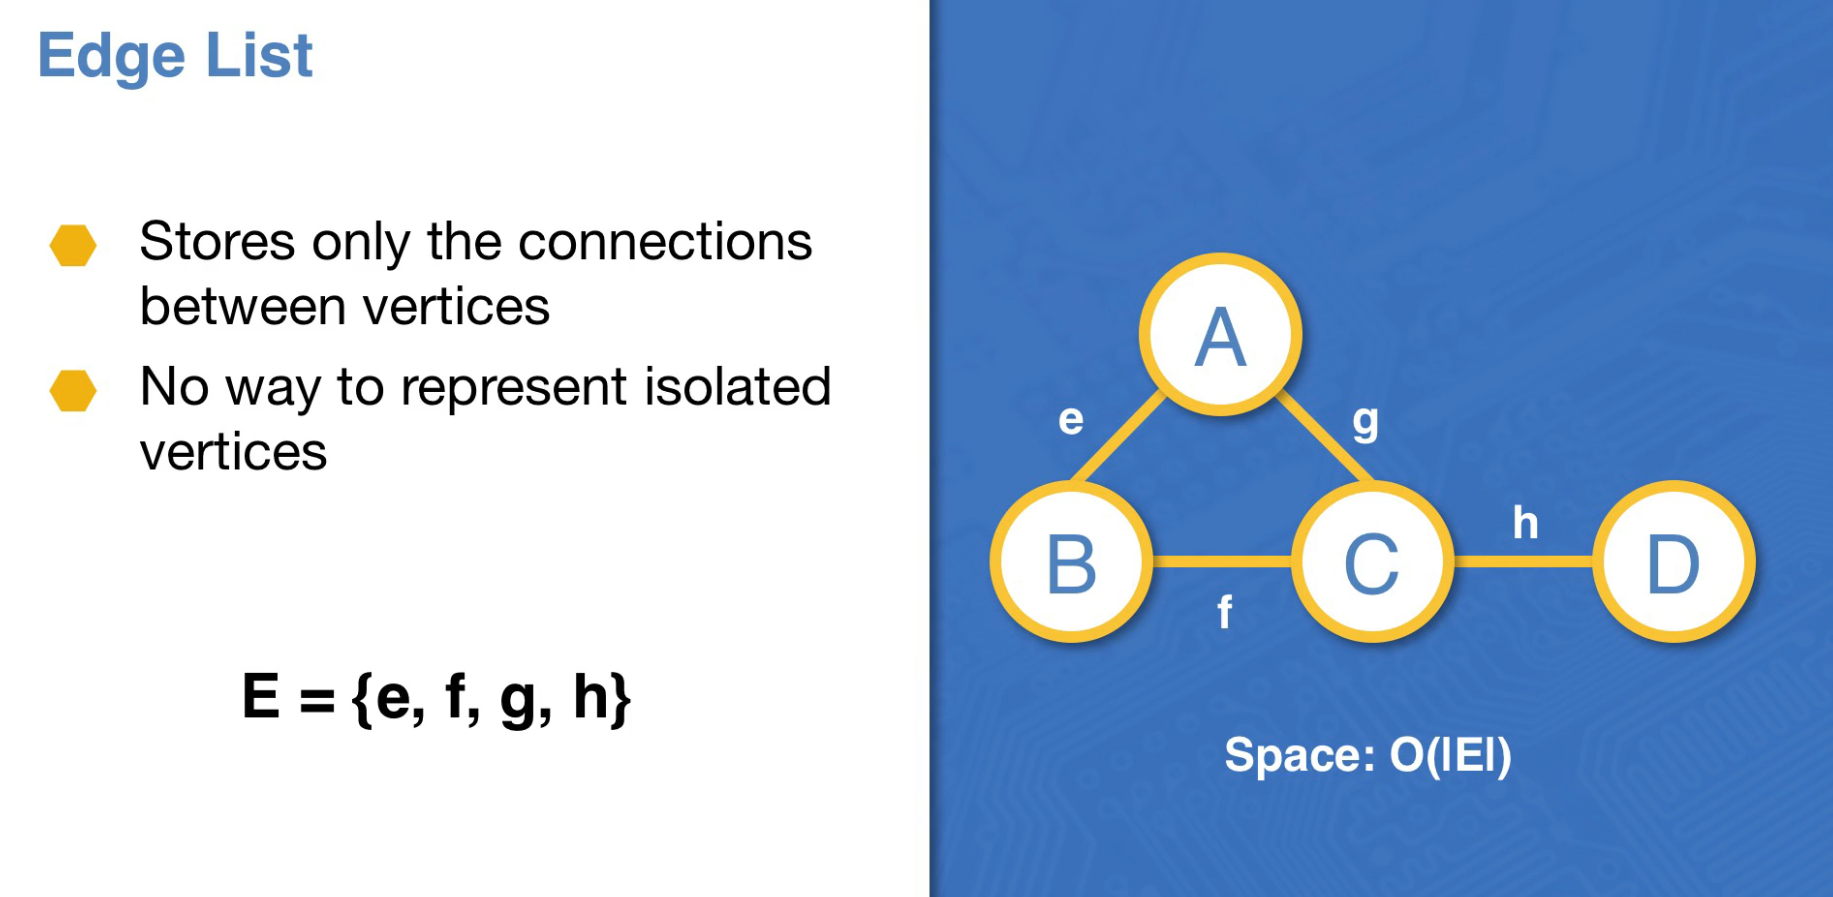 Edge List
Stores only the connections
between vertices
No way to represent isolated
vertices
E = {e, f, g, h}
A
e
g
B
C
D
h
f
Space: O(|E|)